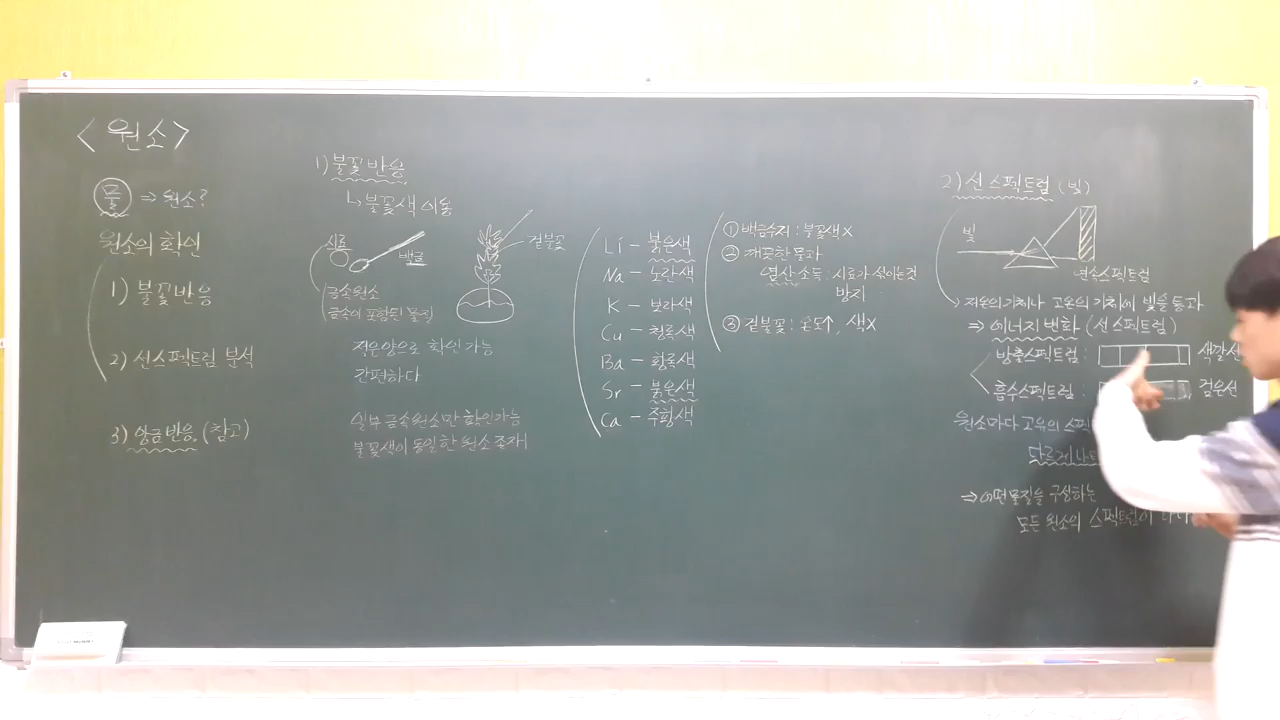 <원소>
물 ⇒ 원소?
원소의 확인
1) 불꽃반응
2) 선스펙트럼 분석
3) 앙금반응. (참고)
1) 불꽃반응
↳ 불꽃색 이용
시료
백금
겉불꽃
금속원소
금속이 포함된 물질
적은양으로 확인 가능
간편하다
일부 금속원소만 확인가능
불꽃색이 동일한 원소 존재
Li - 붉은색
Na - 노란색
K - 보라색
Cu - 청록색
Ba - 황록색
Sr - 붉은색
Ca - 주황색
① 백금수저 : 불꽃색X
② 깨끗한 물과
염산소독 : 시료가 섞이는것
방지
③ 겉불꽃 : 온도↑, 색X
2) 선 스펙트럼 (빛)
빛
연속스펙트럼
저온의기체나 고온의 기체에 빛을 통과
⇒ 에너지 변화 (선스펙트럼)
방출스펙트럼 : 색깔선
흡수스펙트럼 : 검은선
원소마다 고유의
다르게
⇒ 어떤물질을 구성하는
모든 원소의 스펙트럼이